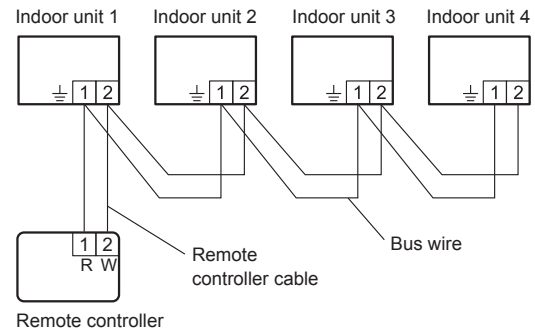 Indoor unit 1 Indoor unit 2 Indoor unit 3 Indoor unit 4
1 2 1 2 1 2 1 2
1 2
R W
Remote
controller cable
Bus wire
Remote controller